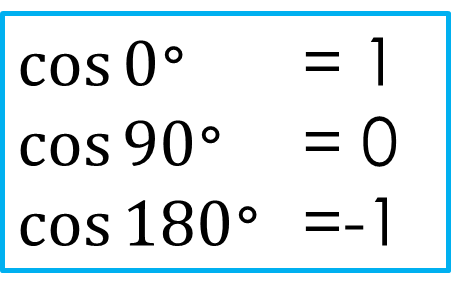 cos 0° = 1
cos 90° = 0
cos 180° =-1